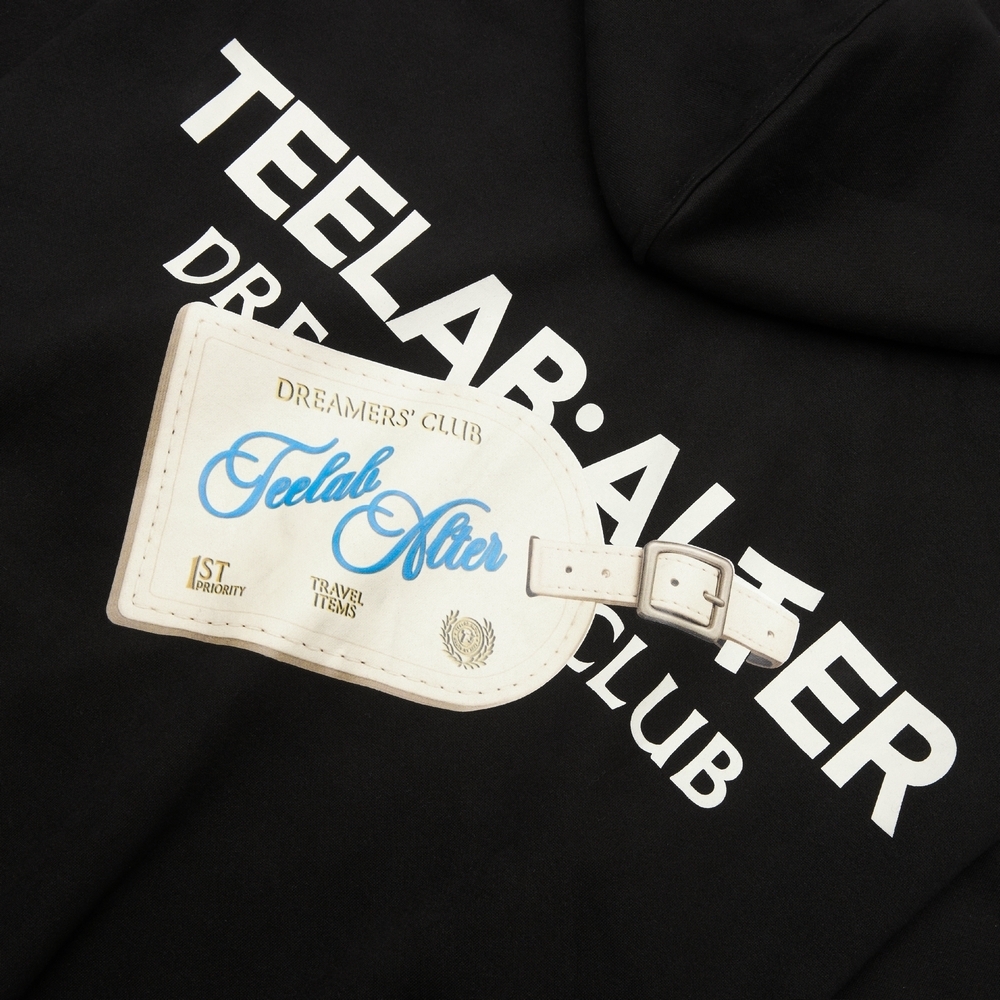 TEELAB·ALTER
DRE CLUB
DREAMERS' CLUB
Teelab
Alter
1ST
PRIORITY
TRAVEL
ITEMS